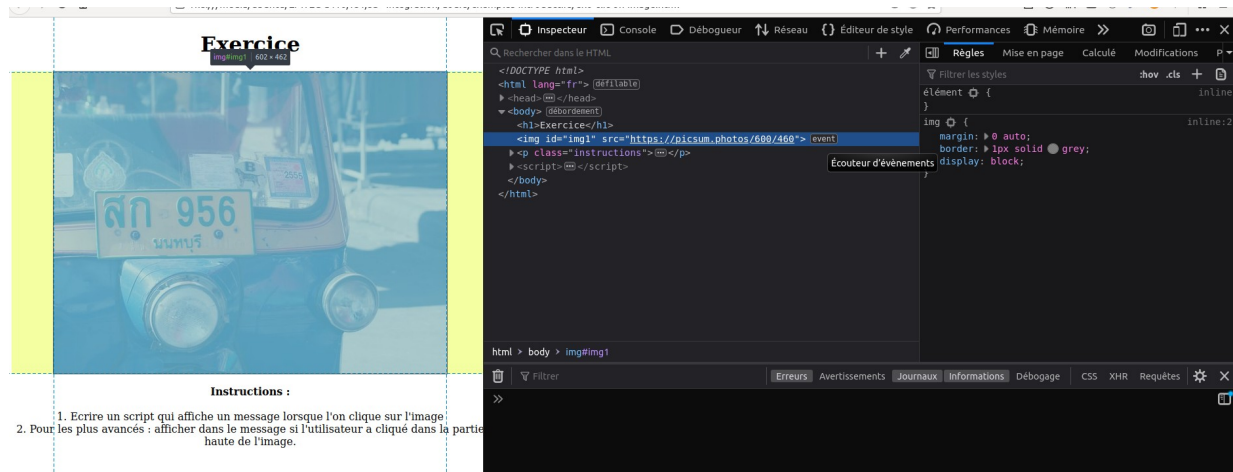 Exercice
img#img1 | 602 × 462
สฎ 956
นนทบุรี
Instructions :
1. Ecrire un script qui affiche un message lorsque l'on clique sur l'image
2. Pour les plus avancés : afficher dans le message si l'utilisateur a cliqué dans la partie
haute de l'image.
Inspecteur Console Débogueur Réseau {} Éditeur de style Performances Mémoire
Rechercher dans le HTML
<!DOCTYPE html>
<html lang="fr"> défilable
<head> ⋯ </head>
<body> débordement
<h1>Exercice</h1>
<img id="img1" src="https://picsum.photos/600/460"> event
<p class="instructions"> ⋯ </p>
<script> ⋯ </script>
</body>
</html>
Écouteur d'évènements
html > body > img#img1
Règles Mise en page Calculé Modifications P
Filtrer les styles :hov .cls
élément { inline
}
img { inline:2
margin: 0 auto;
border: 1px solid grey;
display: block;
}
Filtrer Erreurs Avertissements Journaux Informations Débogage CSS XHR Requêtes